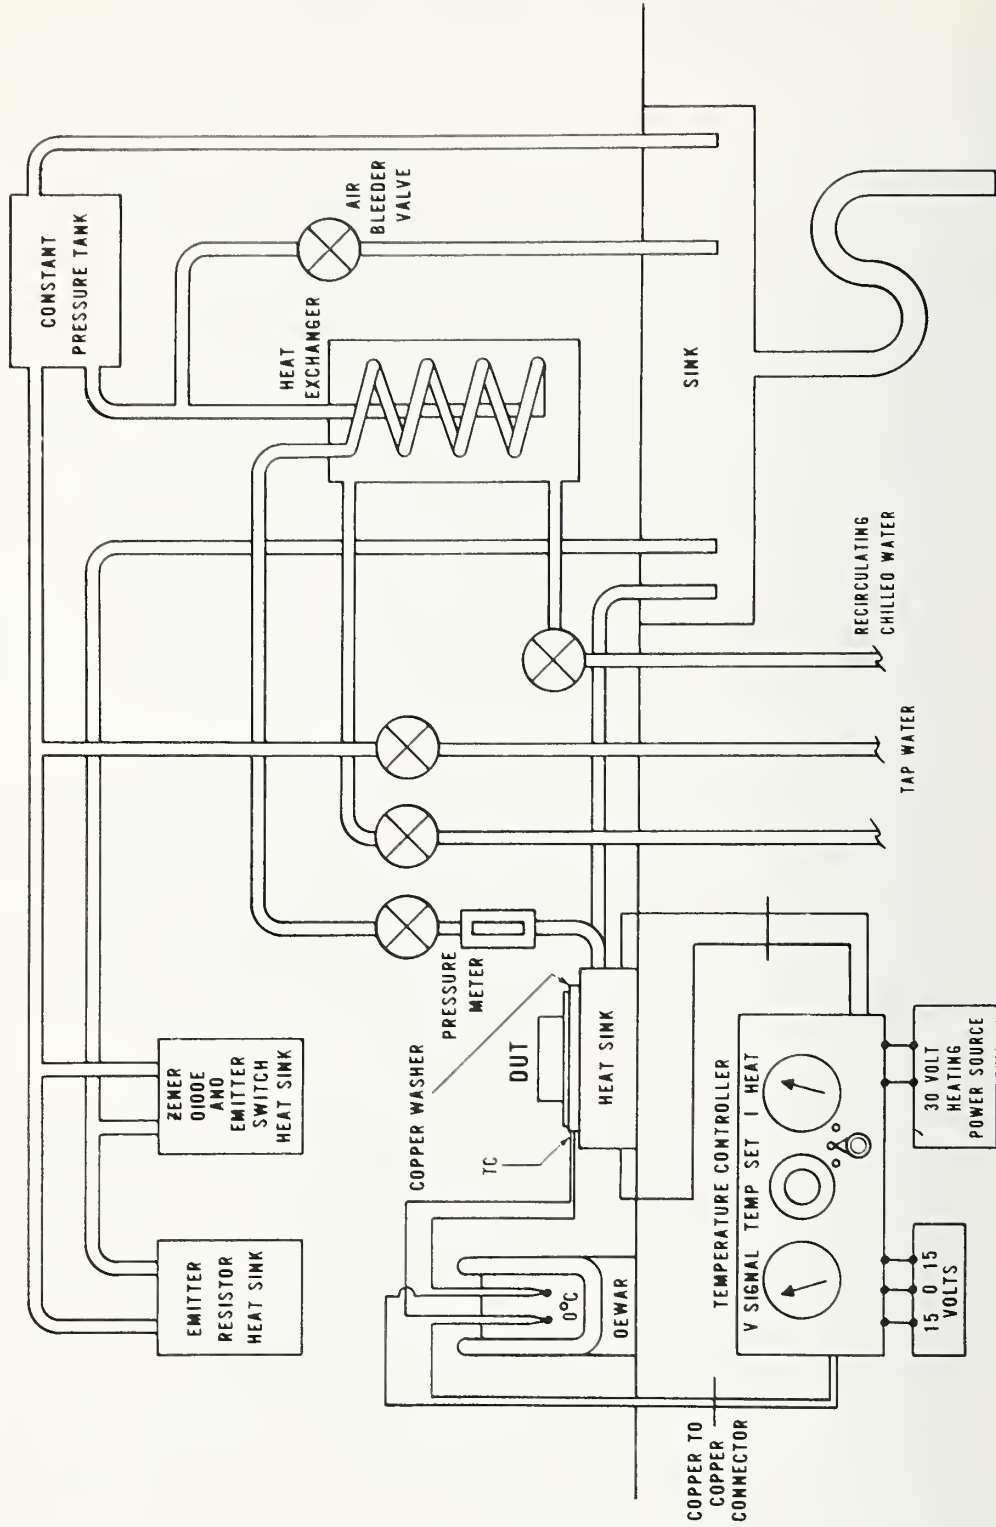 CONSTANT
PRESSURE TANK
AIR
BLEEDER
VALVE
HEAT
EXCHANGER
SINK
RECIRCULATING
CHILLED WATER
TAP WATER
ZENER
DIODE
AND
EMITTER
SWITCH
HEAT SINK
EMITTER
RESISTOR
HEAT SINK
PRESSURE
METER
COPPER WASHER
DUT
TC
HEAT SINK
0°C
DEWAR
TEMPERATURE CONTROLLER
V SIGNAL TEMP SET I HEAT
15 0 15
VOLTS
30 VOLT
HEATING
POWER SOURCE
COPPER TO
COPPER
CONNECTOR